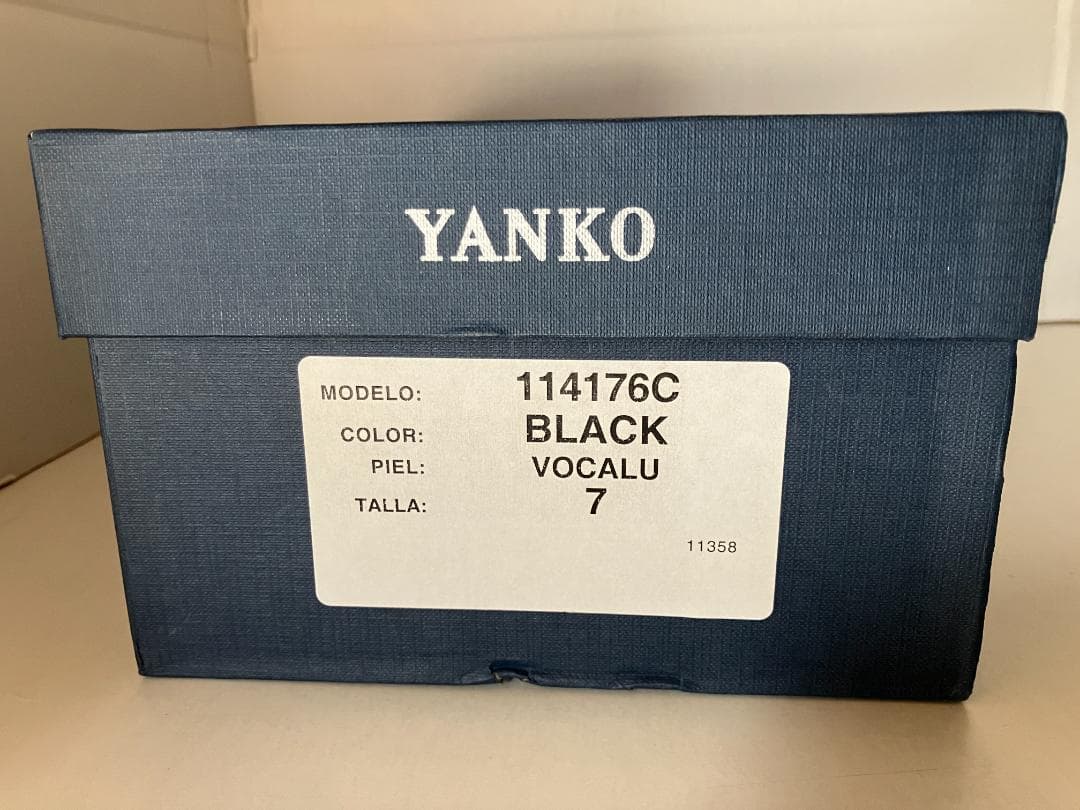 YANKO
MODELO: 114176C
COLOR: BLACK
PIEL: VOCALU
TALLA: 7
11358